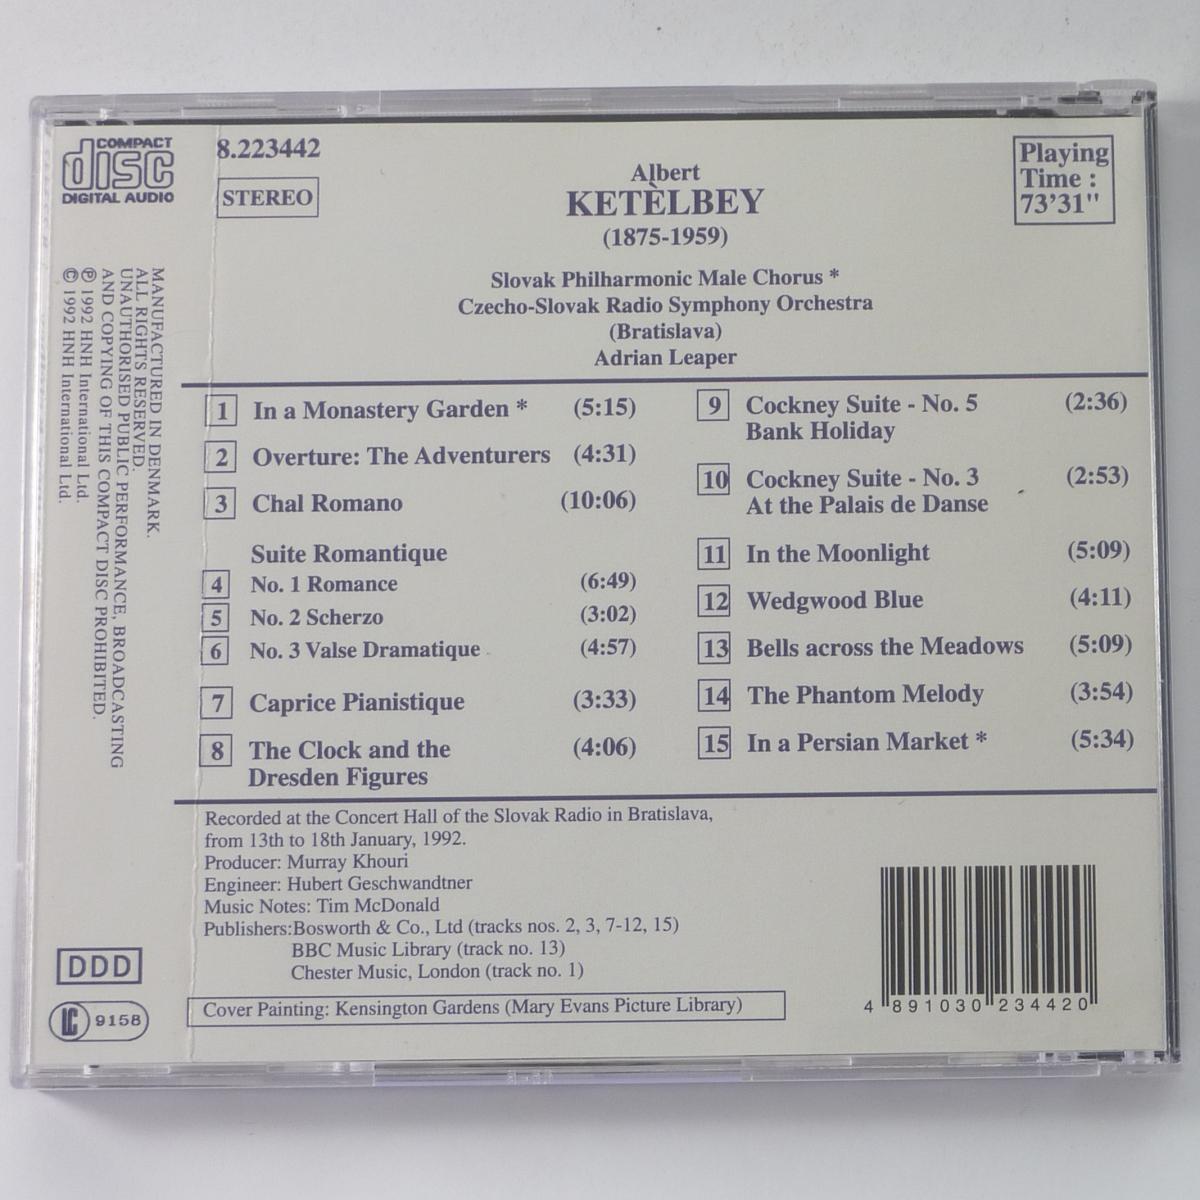 COMPACT
disc
DIGITAL AUDIO
8.223442
STEREO
Albert
KETÈLBEY
(1875-1959)
Playing
Time :
73'31"
Slovak Philharmonic Male Chorus *
Czecho-Slovak Radio Symphony Orchestra
(Bratislava)
Adrian Leaper
1 In a Monastery Garden * (5:15)
2 Overture: The Adventurers (4:31)
3 Chal Romano (10:06)
Suite Romantique
4 No. 1 Romance (6:49)
5 No. 2 Scherzo (3:02)
6 No. 3 Valse Dramatique (4:57)
7 Caprice Pianistique (3:33)
8 The Clock and the (4:06)
Dresden Figures
9 Cockney Suite - No. 5 (2:36)
Bank Holiday
10 Cockney Suite - No. 3 (2:53)
At the Palais de Danse
11 In the Moonlight (5:09)
12 Wedgwood Blue (4:11)
13 Bells across the Meadows (5:09)
14 The Phantom Melody (3:54)
15 In a Persian Market * (5:34)
Recorded at the Concert Hall of the Slovak Radio in Bratislava,
from 13th to 18th January, 1992.
Producer: Murray Khouri
Engineer: Hubert Geschwandtner
Music Notes: Tim McDonald
Publishers:Bosworth & Co., Ltd (tracks nos. 2, 3, 7-12, 15)
BBC Music Library (track no. 13)
Chester Music, London (track no. 1)
Cover Painting: Kensington Gardens (Mary Evans Picture Library)
4 891030 234420
MANUFACTURED IN DENMARK.
ALL RIGHTS RESERVED.
UNAUTHORISED PUBLIC PERFORMANCE, BROADCASTING
AND COPYING OF THIS COMPACT DISC PROHIBITED.
℗ 1992 HNH International Ltd.
© 1992 HNH International Ltd.
DDD
LC 9158